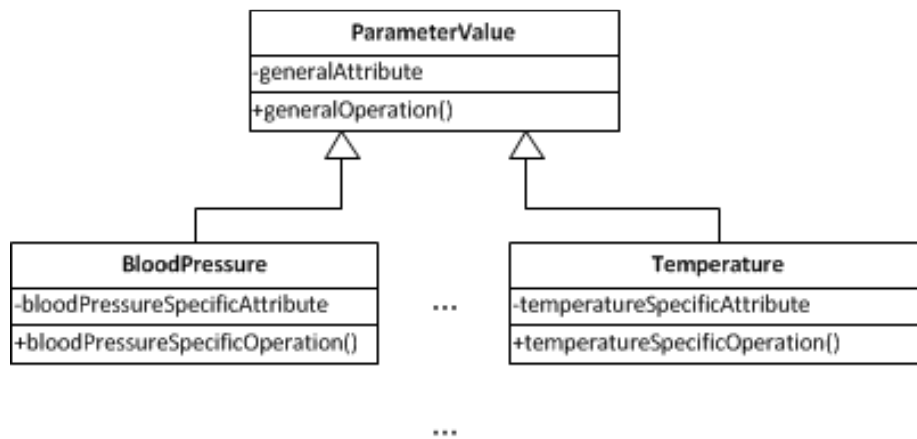 ParameterValue
-generalAttribute
+generalOperation()
BloodPressure
-bloodPressureSpecificAttribute
+bloodPressureSpecificOperation()
...
Temperature
-temperatureSpecificAttribute
+temperatureSpecificOperation()
...